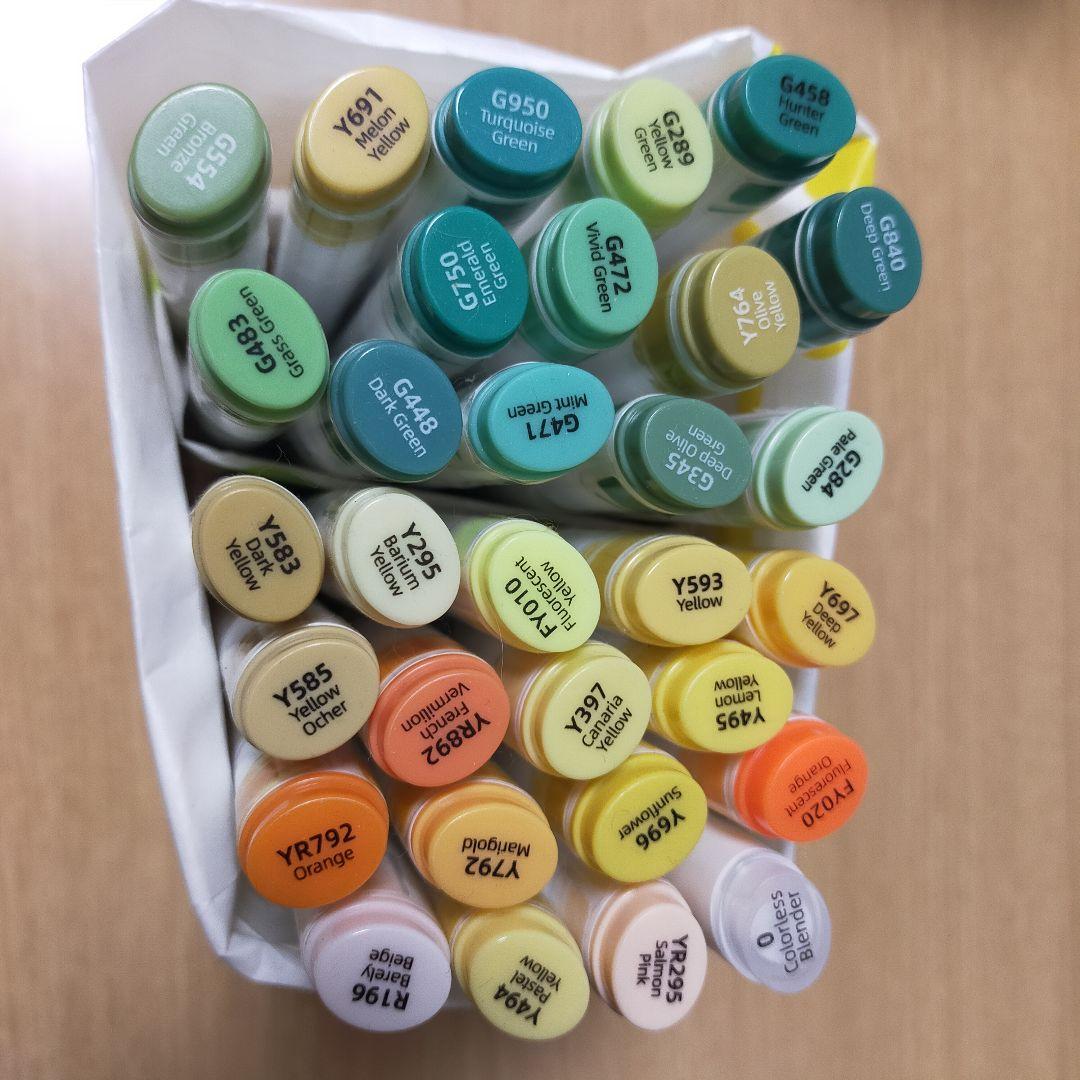 G554
Bronze
Green
Y691
Melon
Yellow
G950
Turquoise
Green
G289
Yellow
Green
G458
Hunter
Green
G750
Emerald
Green
G472
Vivid Green
Y764
Olive
Yellow
G840
Deep Green
G483
Grass Green
G448
Dark Green
G471
Mint Green
G345
Deep Olive
Green
G284
Pale Green
Y583
Dark
Yellow
Y295
Barium
Yellow
FY010
Fluorescent
Yellow
Y593
Yellow
Y697
Deep
Yellow
Y585
Yellow
Ocher
YR892
French
Vermilion
Y397
Canaria
Yellow
Y495
Lemon
Yellow
YR792
Orange
Y792
Marigold
Y696
Sunflower
FY020
Fluorescent
Orange
R196
Barely
Beige
Y494
Pastel
Yellow
YR295
Salmon
Pink
0
Colorless
Blender